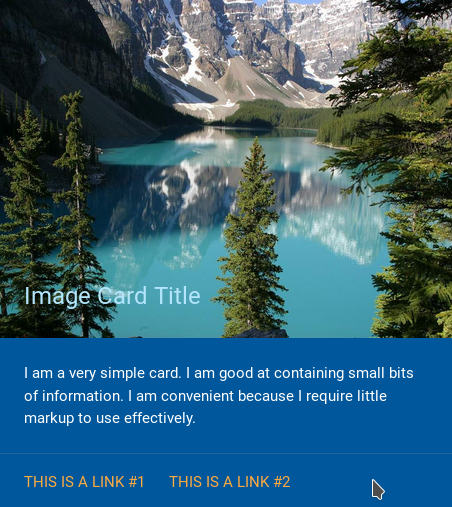 Image Card Title
I am a very simple card. I am good at containing small bits
of information. I am convenient because I require little
markup to use effectively.
THIS IS A LINK #1 THIS IS A LINK #2